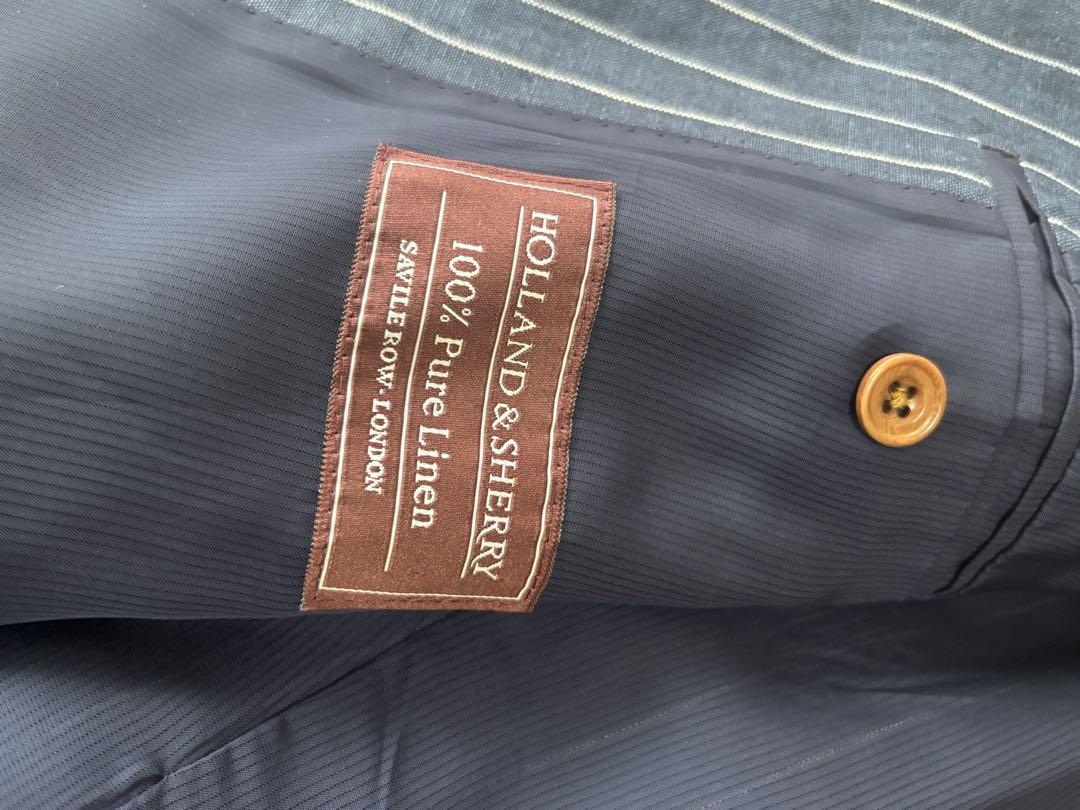 HOLLAND & SHERRY
100% Pure Linen
SAVILE ROW · LONDON